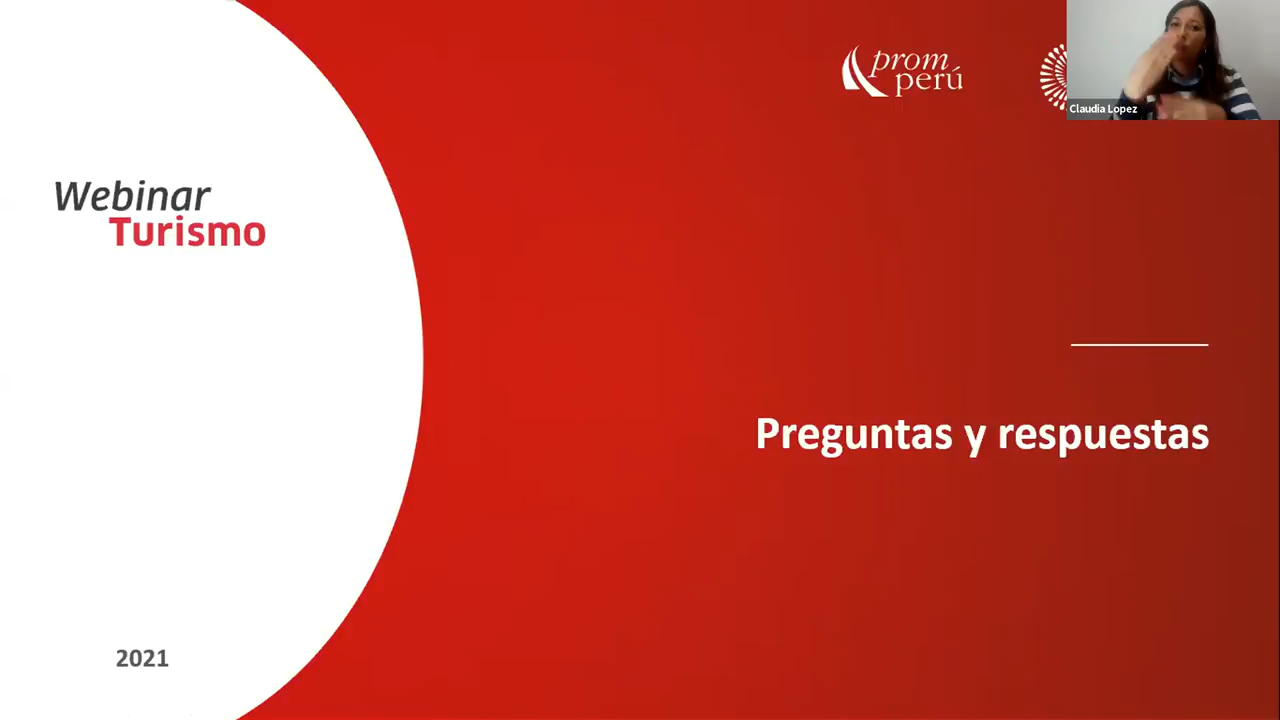 prom
perú
Claudia Lopez
Webinar
Turismo
Preguntas y respuestas
2021